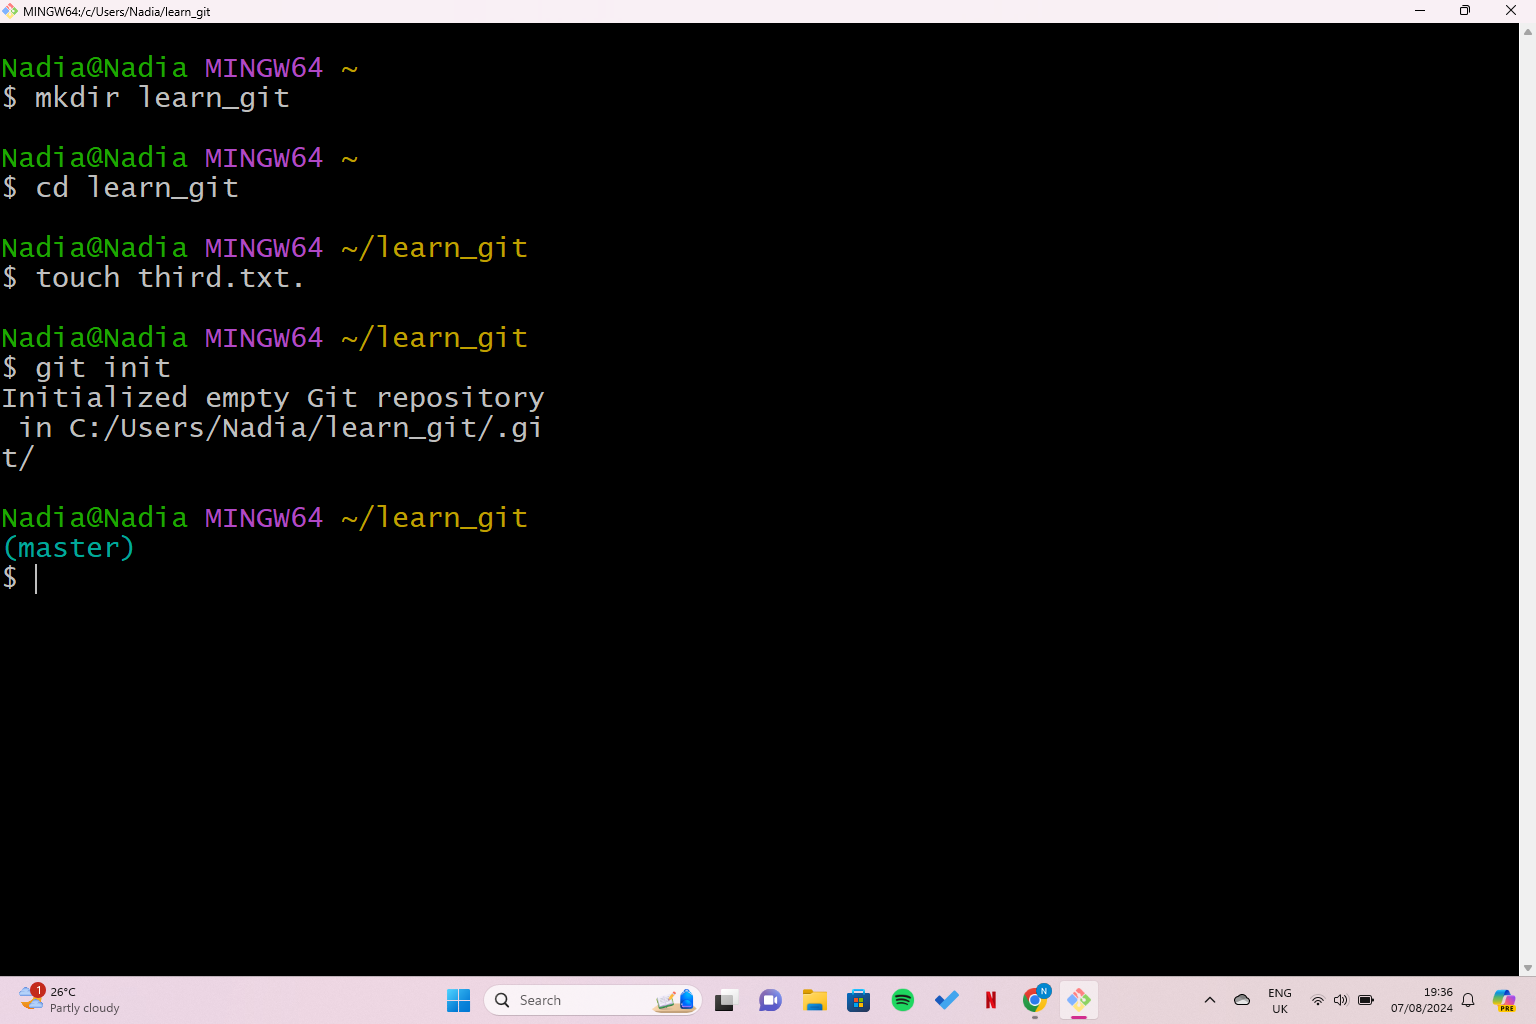 MINGW64:/c/Users/Nadia/learn_git
Nadia@Nadia MINGW64 ~
$ mkdir learn_git
Nadia@Nadia MINGW64 ~
$ cd learn_git
Nadia@Nadia MINGW64 ~/learn_git
$ touch third.txt.
Nadia@Nadia MINGW64 ~/learn_git
$ git init
Initialized empty Git repository
in C:/Users/Nadia/learn_git/.gi
t/
Nadia@Nadia MINGW64 ~/learn_git
(master)
$
1
26°C
Partly cloudy
Search
N
N
ENG
UK
19:36
07/08/2024
PRE